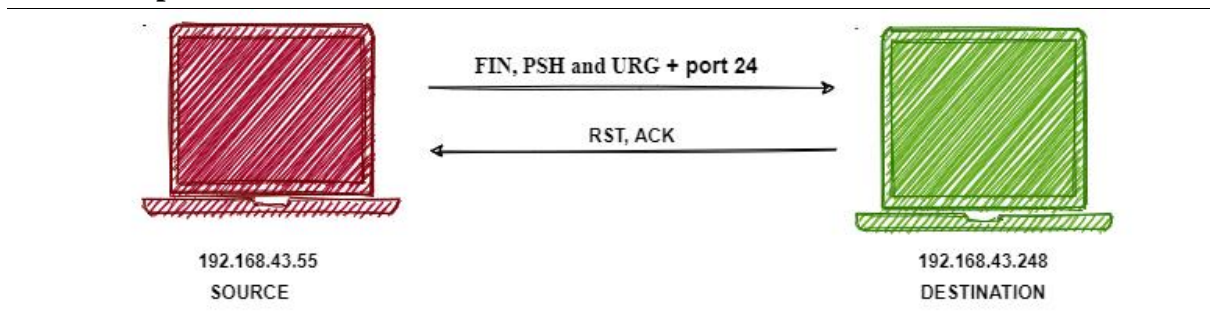 FIN, PSH and URG + port 24
RST, ACK
192.168.43.55
SOURCE
192.168.43.248
DESTINATION